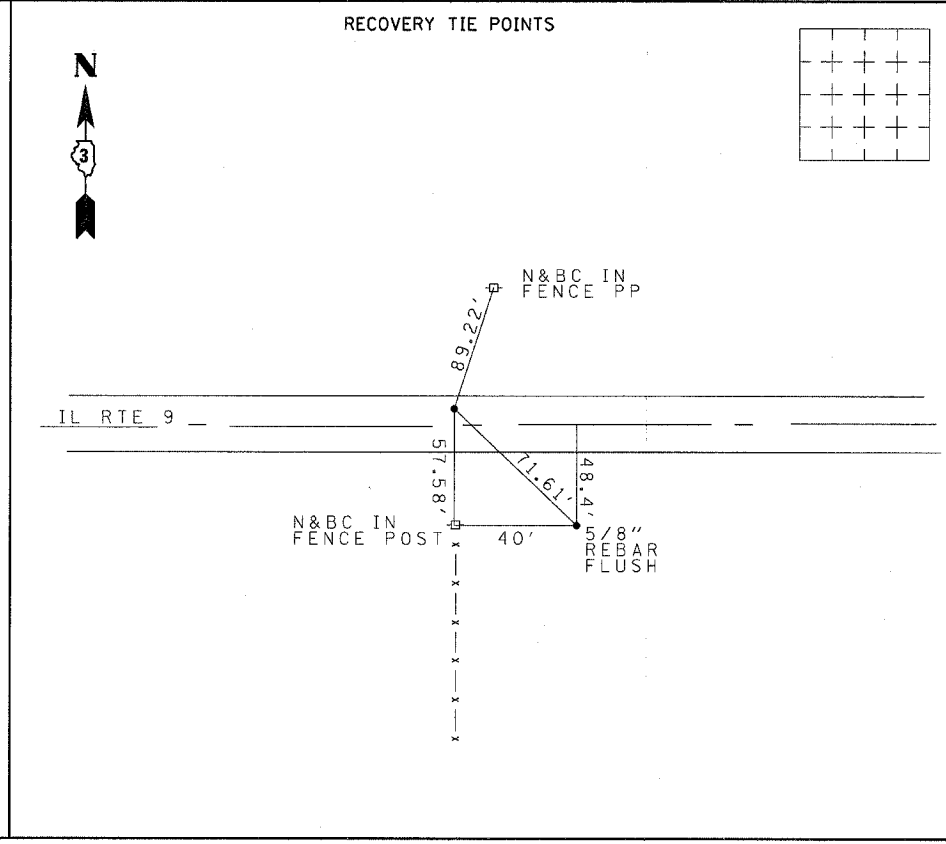 RECOVERY TIE POINTS
N
3
N&BC IN
FENCE PP
89.22'
IL RTE 9
57.58'
71.61'
48.4'
N&BC IN
FENCE POST
40'
5/8"
REBAR
FLUSH